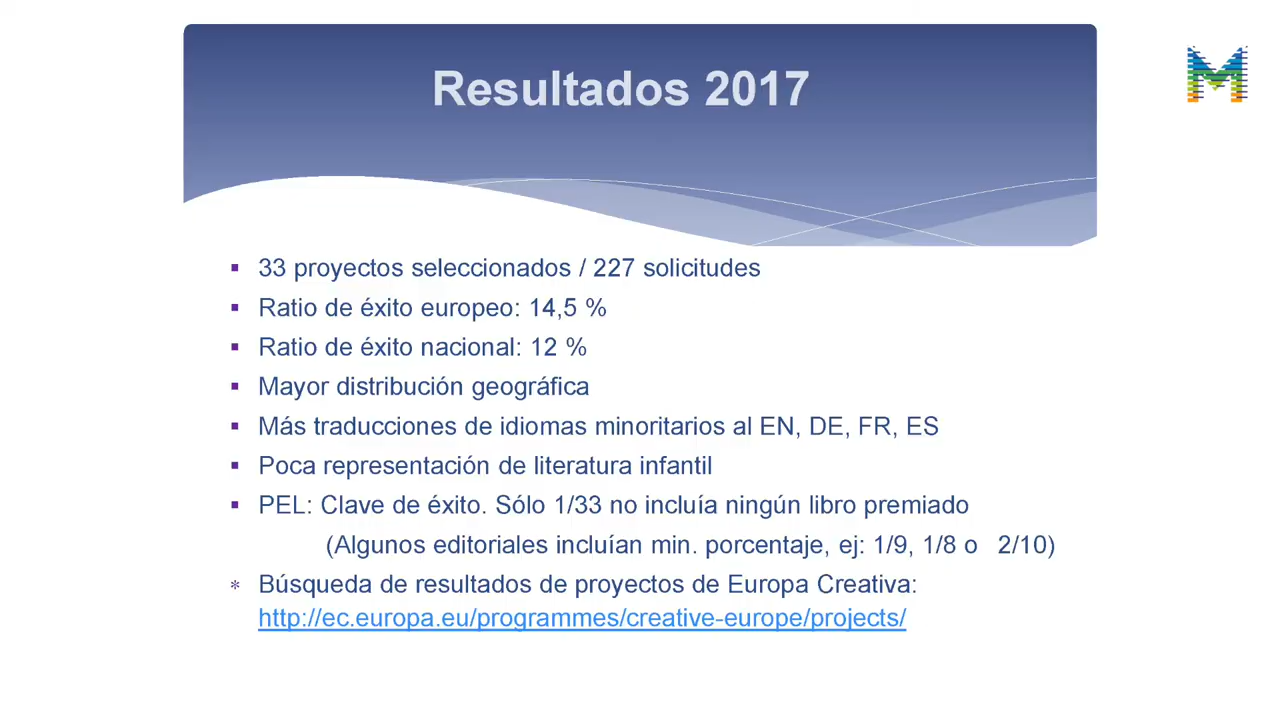 Resultados 2017
▪ 33 proyectos seleccionados / 227 solicitudes
▪ Ratio de éxito europeo: 14,5 %
▪ Ratio de éxito nacional: 12 %
▪ Mayor distribución geográfica
▪ Más traducciones de idiomas minoritarios al EN, DE, FR, ES
▪ Poca representación de literatura infantil
▪ PEL: Clave de éxito. Sólo 1/33 no incluía ningún libro premiado
(Algunos editoriales incluían min. porcentaje, ej: 1/9, 1/8 o 2/10)
* Búsqueda de resultados de proyectos de Europa Creativa:
http://ec.europa.eu/programmes/creative-europe/projects/